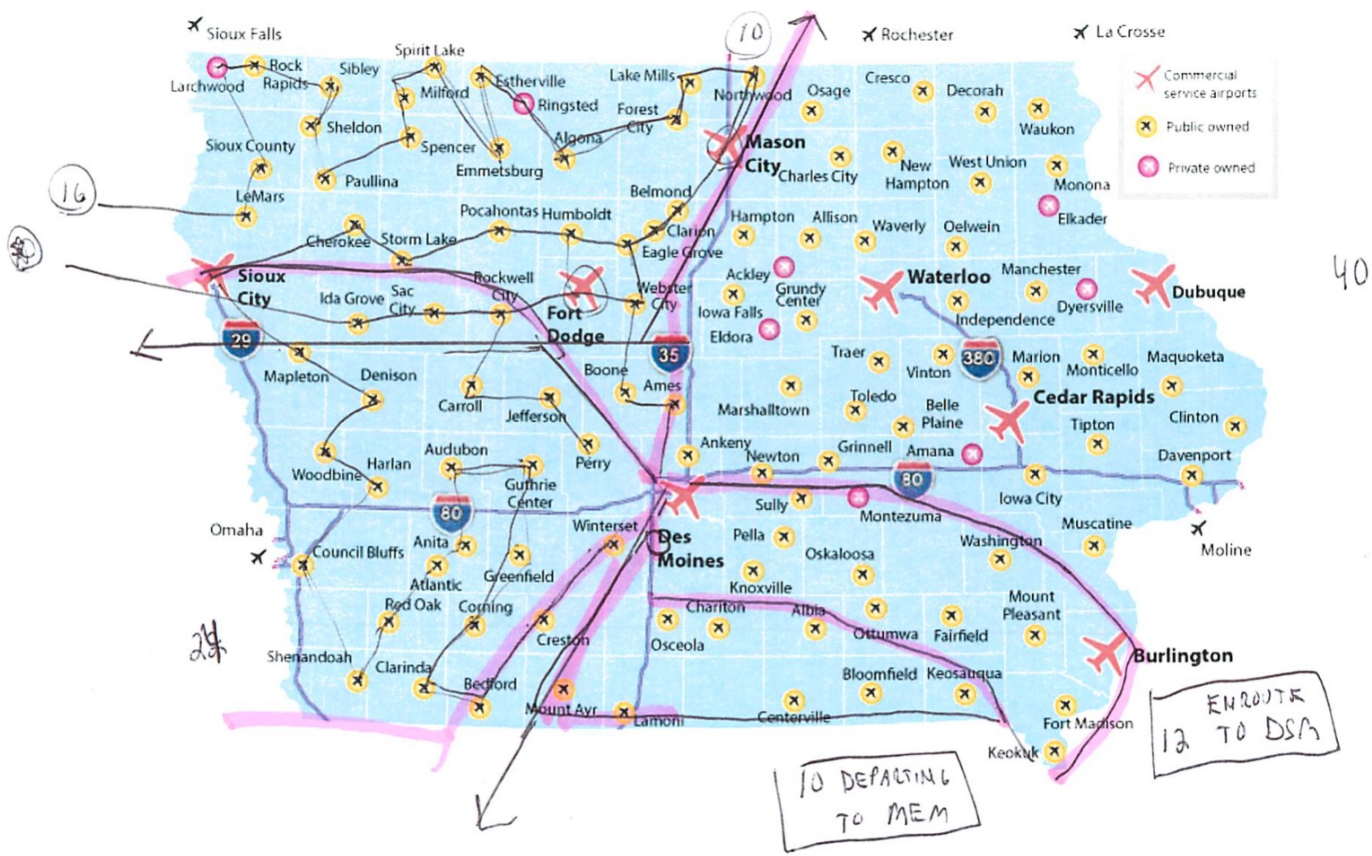 Sioux Falls
10
Rochester
La Crosse
Larchwood
Rock
Rapids
Sibley
Spirit Lake
Milford
Estherville
Ringsted
Lake Mills
Northwood
Osage
Cresco
Decorah
Waukon
Commercial
service airports
Public owned
Private owned
Sheldon
Spencer
Emmetsburg
Algona
Forest
City
Mason
City
Charles City
New
Hampton
West Union
Monona
Elkader
Sioux County
Paullina
16
LeMars
Cherokee
Storm Lake
Pocahontas
Humboldt
Belmond
Clarion
Eagle Grove
Hampton
Allison
Waverly
Oelwein
Sioux
City
Ida Grove
Sac
City
Rockwell
City
Fort
Dodge
Webster
City
Ackley
Iowa Falls
Grundy
Center
Eldora
Waterloo
Independence
Manchester
Dyersville
Dubuque
40
29
35
380
Mapleton
Denison
Carroll
Jefferson
Boone
Ames
Marshalltown
Traer
Vinton
Marion
Monticello
Maquoketa
Toledo
Belle
Plaine
Cedar Rapids
Tipton
Clinton
Woodbine
Harlan
Audubon
Guthrie
Center
Perry
Ankeny
Newton
Grinnell
Amana
80
Iowa City
Davenport
80
Omaha
Council Bluffs
Anita
Atlantic
Greenfield
Winterset
Des
Moines
Sully
Montezuma
Pella
Oskaloosa
Washington
Muscatine
Moline
Knoxville
Red Oak
Corning
Creston
Osceola
Chariton
Albia
Ottumwa
Fairfield
Mount
Pleasant
Burlington
Shenandoah
Clarinda
Bedford
Mount Ayr
Lamoni
Centerville
Bloomfield
Keosauqua
Fort Madison
Keokuk
10 DEPARTING
TO MEM
ENROUTE
12 TO DSM